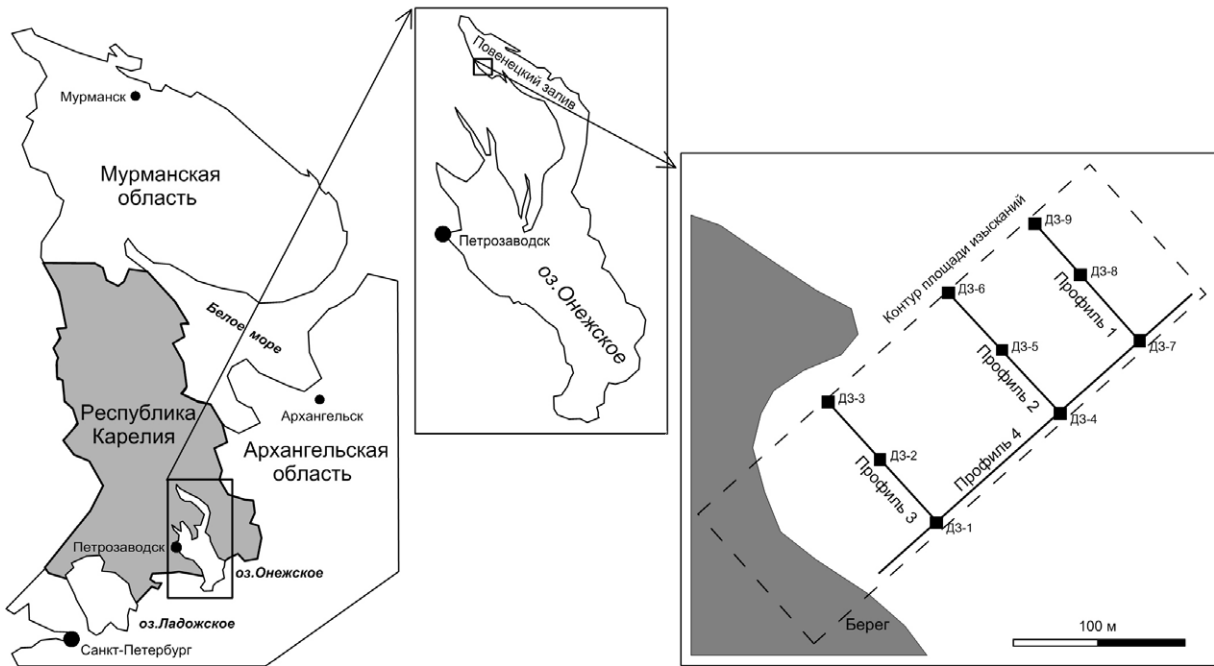 Мурманск
Мурманская
область
Белое море
Республика
Карелия
Архангельск
Архангельская
область
Петрозаводск
оз.Онежское
оз.Ладожское
Санкт-Петербург
Повенецкий залив
Петрозаводск
оз.Онежское
Контур площади изысканий
ДЗ-9
ДЗ-8
Профиль 1
ДЗ-7
ДЗ-6
ДЗ-5
Профиль 2
ДЗ-4
ДЗ-3
ДЗ-2
Профиль 3
Профиль 4
ДЗ-1
Берег
100 м